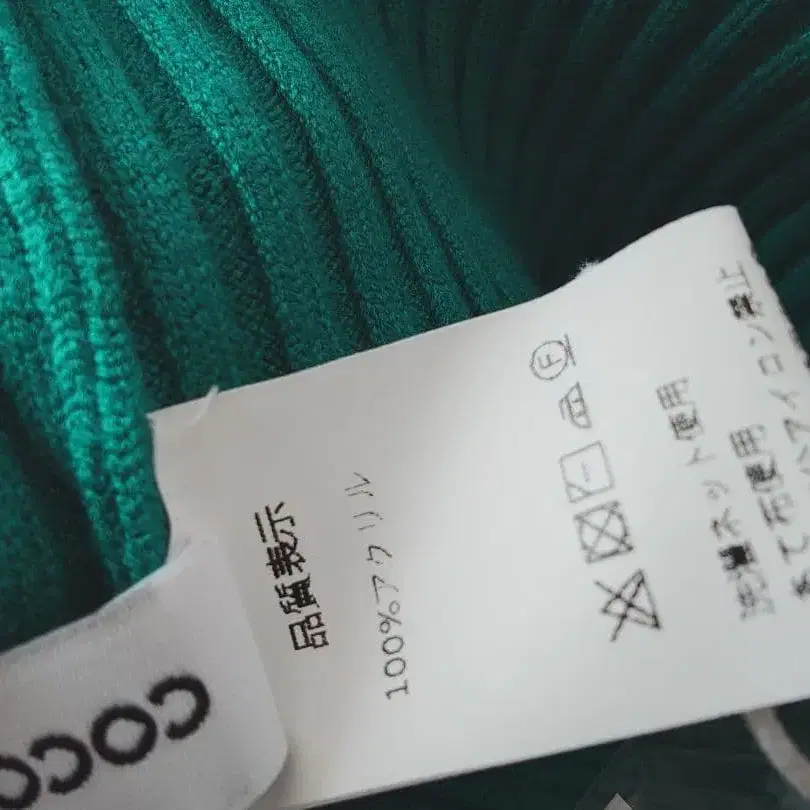 品質表示
100%アクリル
F
洗濯ネット使用
あて布使用
アイロン禁止
COCO